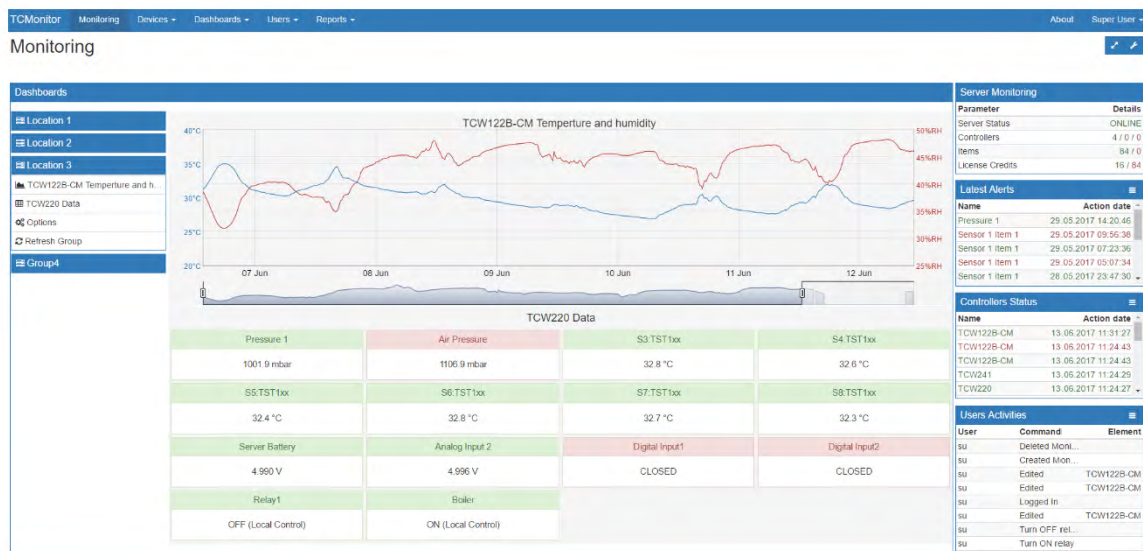 TCMonitor Monitoring Devices Dashboards Users Reports About Super User
Monitoring
Dashboards
Location 1
Location 2
Location 3
TCW122B-CM Temperture and h...
TCW220 Data
Options
Refresh Group
Group4
TCW122B-CM Temperture and humidity
40°C
35°C
30°C
25°C
20°C
50%RH
45%RH
40%RH
35%RH
30%RH
25%RH
07 Jun 08 Jun 09 Jun 10 Jun 11 Jun 12 Jun
TCW220 Data
Pressure 1 Air Pressure S3:TST1xx S4:TST1xx
1001.9 mbar 1106.9 mbar 32.8 °C 32.6 °C
S5:TST1xx S6:TST1xx S7:TST1xx S8:TST1xx
32.4 °C 32.8 °C 32.7 °C 32.3 °C
Server Battery Analog Input 2 Digital Input1 Digital Input2
4.990 V 4.996 V CLOSED CLOSED
Relay1 Boiler
OFF (Local Control) ON (Local Control)
Server Monitoring
Parameter Details
Server Status ONLINE
Controllers 4 / 0 / 0
Items 84 / 0
License Credits 16 / 84
Latest Alerts
Name Action date
Pressure 1 29.05.2017 14:20:46
Sensor 1 Item 1 29.05.2017 09:56:38
Sensor 1 Item 1 29.05.2017 07:23:36
Sensor 1 Item 1 29.05.2017 05:07:34
Sensor 1 Item 1 28.05.2017 23:47:30
Controllers Status
Name Action date
TCW122B-CM 13.06.2017 11:31:27
TCW122B-CM 13.06.2017 11:24:43
TCW122B-CM 13.06.2017 11:24:43
TCW241 13.06.2017 11:24:29
TCW220 13.06.2017 11:24:27
Users Activities
User Command Element
su Deleted Moni...
su Created Mon...
su Edited TCW122B-CM
su Edited TCW122B-CM
su Logged In
su Edited TCW122B-CM
su Turn OFF rel...
su Turn ON relay